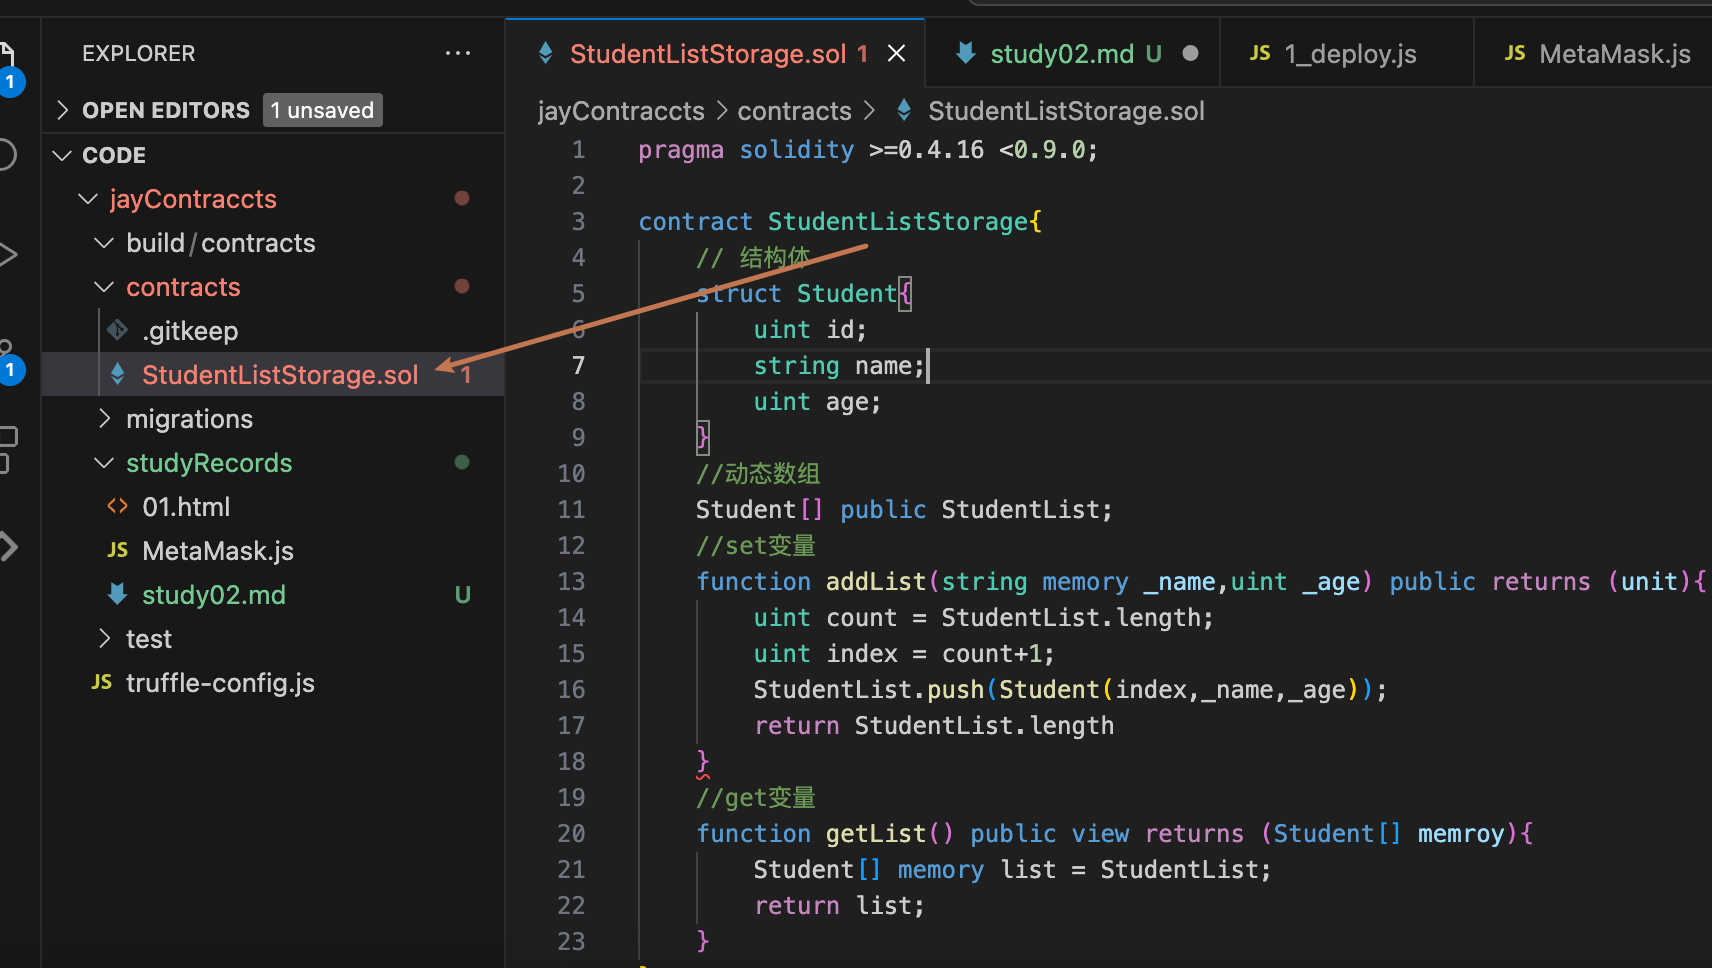 EXPLORER
···
OPEN EDITORS 1 unsaved
CODE
jayContraccts
build/contracts
contracts
.gitkeep
StudentListStorage.sol 1
migrations
studyRecords
<> 01.html
JS MetaMask.js
study02.md U
test
JS truffle-config.js
1
1
StudentListStorage.sol 1 ×
study02.md U
JS 1_deploy.js
JS MetaMask.js
jayContraccts > contracts > StudentListStorage.sol
1 pragma solidity >=0.4.16 <0.9.0;
2
3 contract StudentListStorage{
4 // 结构体
5 struct Student{
6 uint id;
7 string name;
8 uint age;
9 }
10 //动态数组
11 Student[] public StudentList;
12 //set变量
13 function addList(string memory _name,uint _age) public returns (unit){
14 uint count = StudentList.length;
15 uint index = count+1;
16 StudentList.push(Student(index,_name,_age));
17 return StudentList.length
18 }
19 //get变量
20 function getList() public view returns (Student[] memroy){
21 Student[] memory list = StudentList;
22 return list;
23 }